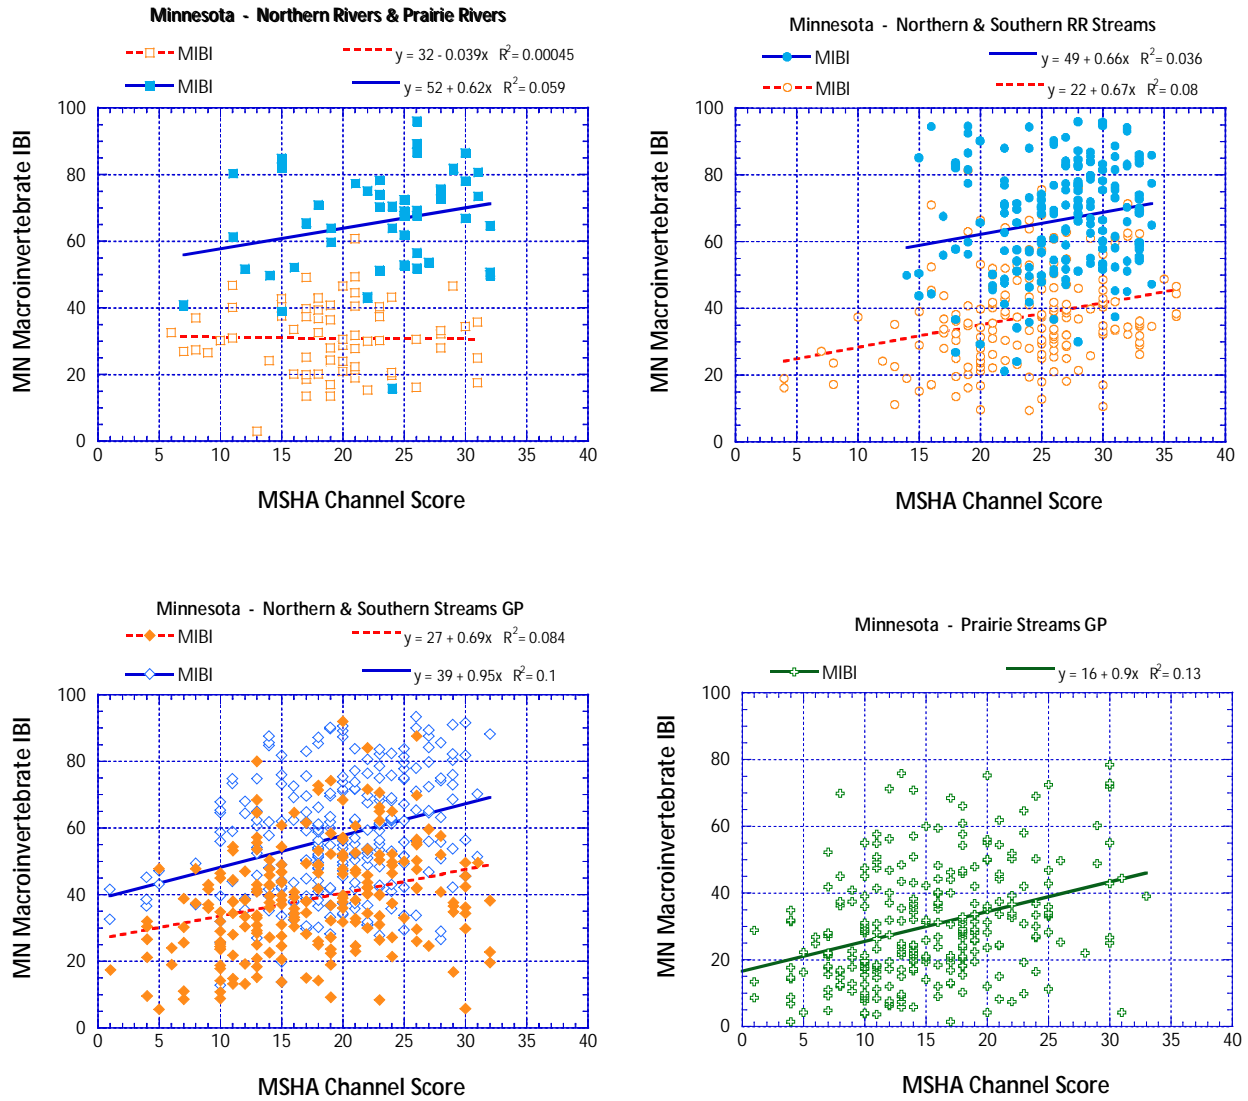 Minnesota - Northern Rivers & Prairie Rivers
MIBI y = 32 - 0.039x R²= 0.00045
MIBI y = 52 + 0.62x R²= 0.059
MN Macroinvertebrate IBI
100
80
60
40
20
0
0 5 10 15 20 25 30 35 40
MSHA Channel Score
Minnesota - Northern & Southern RR Streams
MIBI y = 49 + 0.66x R²= 0.036
MIBI y = 22 + 0.67x R²= 0.08
MN Macroinvertebrate IBI
100
80
60
40
20
0
0 5 10 15 20 25 30 35 40
MSHA Channel Score
Minnesota - Northern & Southern Streams GP
MIBI y = 27 + 0.69x R²= 0.084
MIBI y = 39 + 0.95x R²= 0.1
MN Macroinvertebrate IBI
100
80
60
40
20
0
0 5 10 15 20 25 30 35 40
MSHA Channel Score
Minnesota - Prairie Streams GP
MIBI y = 16 + 0.9x R²= 0.13
MN Macroinvertebrate IBI
100
80
60
40
20
0
0 5 10 15 20 25 30 35 40
MSHA Channel Score